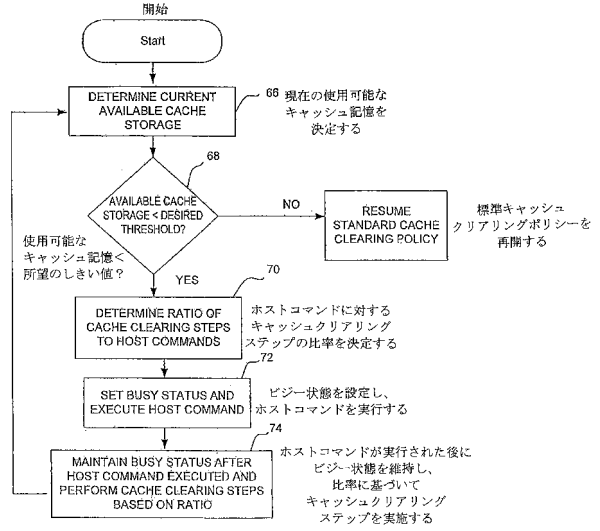 開始
Start
DETERMINE CURRENT
AVAILABLE CACHE
STORAGE
66
現在の使用可能な
キャッシュ記憶を
決定する
68
AVAILABLE CACHE
STORAGE < DESIRED
THRESHOLD?
使用可能な
キャッシュ記憶<
所望のしきい値?
NO
RESUME
STANDARD CACHE
CLEARING POLICY
標準キャッシュ
クリアリングポリシーを
再開する
YES
70
DETERMINE RATIO OF
CACHE CLEARING STEPS
TO HOST COMMANDS
ホストコマンドに対する
キャッシュクリアリング
ステップの比率を決定する
72
SET BUSY STATUS AND
EXECUTE HOST COMMAND
ビジー状態を設定し、
ホストコマンドを実行する
74
MAINTAIN BUSY STATUS AFTER
HOST COMMAND EXECUTED AND
PERFORM CACHE CLEARING STEPS
BASED ON RATIO
ホストコマンドが実行された後に
ビジー状態を維持し、
比率に基づいて
キャッシュクリアリング
ステップを実施する